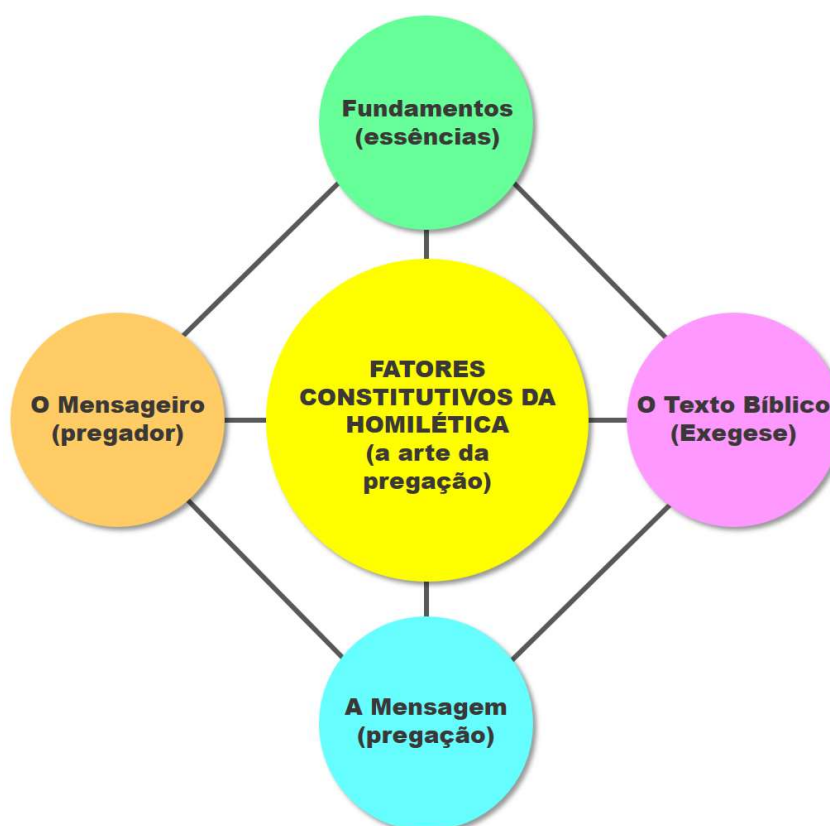 Fundamentos
(essências)
FATORES
CONSTITUTIVOS DA
HOMILÉTICA
(a arte da
pregação)
O Mensageiro
(pregador)
O Texto Bíblico
(Exegese)
A Mensagem
(pregação)